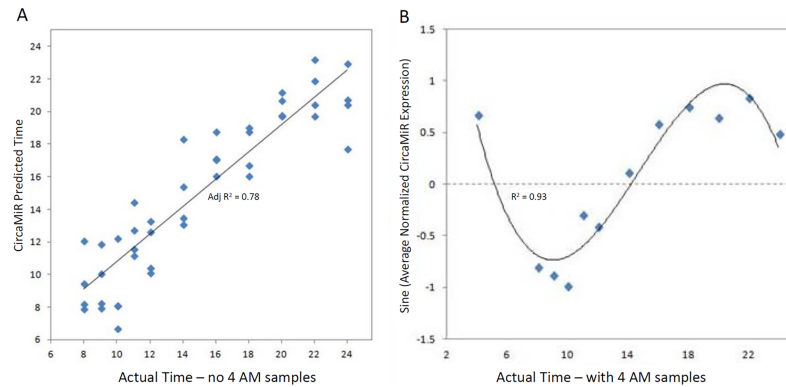 A
24
22
20
18
16
14
12
10
8
6
CircaMiR Predicted Time
Adj R² = 0.78
6 8 10 12 14 16 18 20 22 24
Actual Time – no 4 AM samples
B
1.5
1
0.5
0
-0.5
-1
-1.5
Sine (Average Normalized CircaMiR Expression)
R² = 0.93
2 6 10 14 18 22
Actual Time – with 4 AM samples